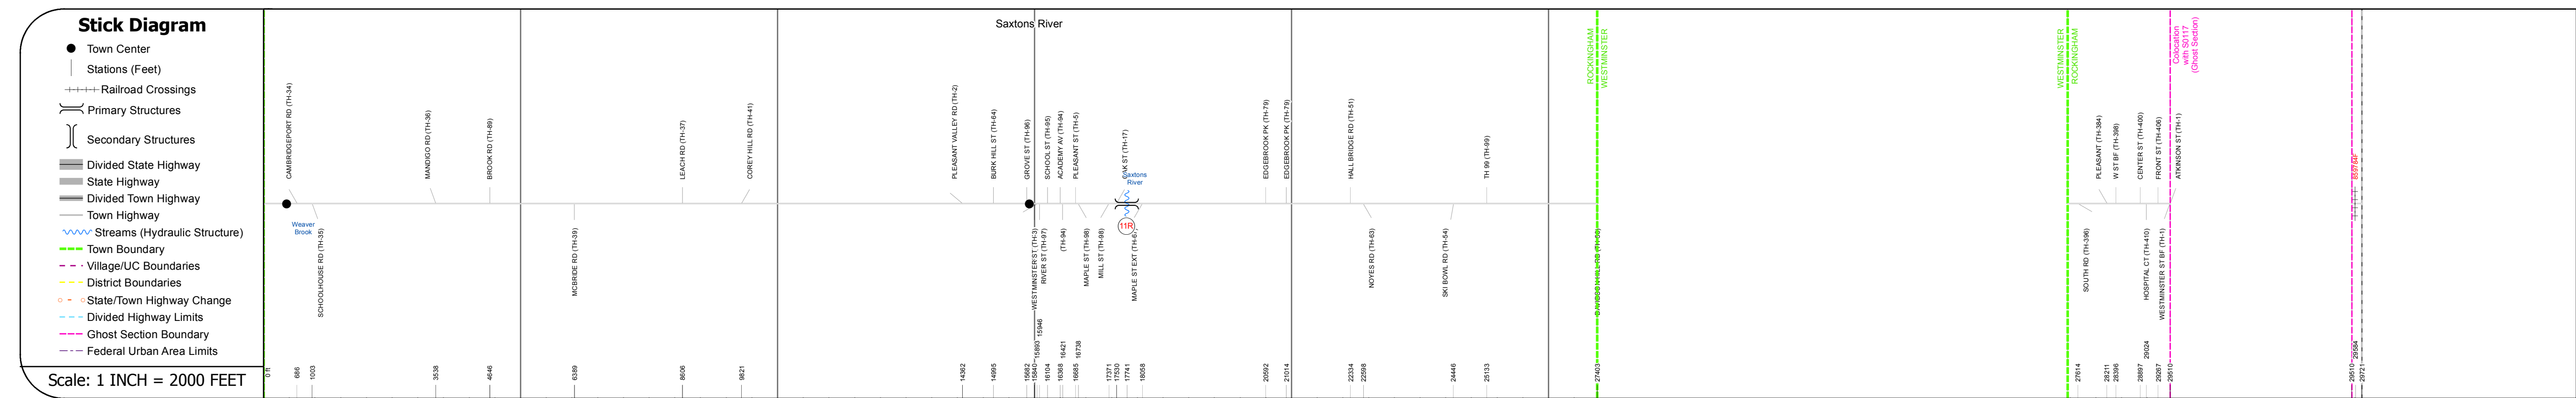 Stick Diagram
Town Center
Stations (Feet)
Railroad Crossings
Primary Structures
Secondary Structures
Divided State Highway
State Highway
Divided Town Highway
Town Highway
Streams (Hydraulic Structure)
Town Boundary
Village/UC Boundaries
District Boundaries
State/Town Highway Change
Divided Highway Limits
Ghost Section Boundary
Federal Urban Area Limits
Scale: 1 INCH = 2000 FEET
Saxtons River
ROCKINGHAM
WESTMINSTER
WESTMINSTER
ROCKINGHAM
Colocation
with S0117
(Ghost Section)
CAMBRIDGEPORT RD (TH-34)
MANDIGO RD (TH-36)
BROOK RD (TH-89)
LEACH RD (TH-37)
COREY HILL RD (TH-41)
PLEASANT VALLEY RD (TH-2)
BURK HILL ST (TH-64)
GROVE ST (TH-96)
SCHOOL ST (TH-95)
ACADEMY AV (TH-94)
PLEASANT ST (TH-5)
OAK ST (TH-17)
EDGEBROOK PK (TH-79)
EDGEBROOK PK (TH-79)
HALL BRIDGE RD (TH-51)
TH 99 (TH-99)
PLEASANT (TH-384)
W ST BF (TH-398)
CENTER ST (TH-400)
FRONT ST (TH-406)
ATKINSON ST (TH-1)
Saxtons
River
Weaver
Brook
11R
SCHOOLHOUSE RD (TH-35)
MCBRIDE RD (TH-39)
WESTMINSTER ST (TH-3)
RIVER ST (TH-97)
(TH-94)
MAPLE ST (TH-98)
MILL ST (TH-98)
MAPLE ST EXT (TH-67)
NOYES RD (TH-63)
SKI BOWL RD (TH-54)
SOUTH RD (TH-396)
HOSPITAL CT (TH-410)
WESTMINSTER ST BF (TH-1)
0 ft
686
1003
3538
4646
6389
8606
9821
14362
14995
15682
15840
15893
15946
16104
16368
16421
16685
16738
17371
17530
17741
18058
20592
21014
22334
22598
24446
25133
27403
27614
28211
28396
28897
29024
29267
29510
29510
29584
29721